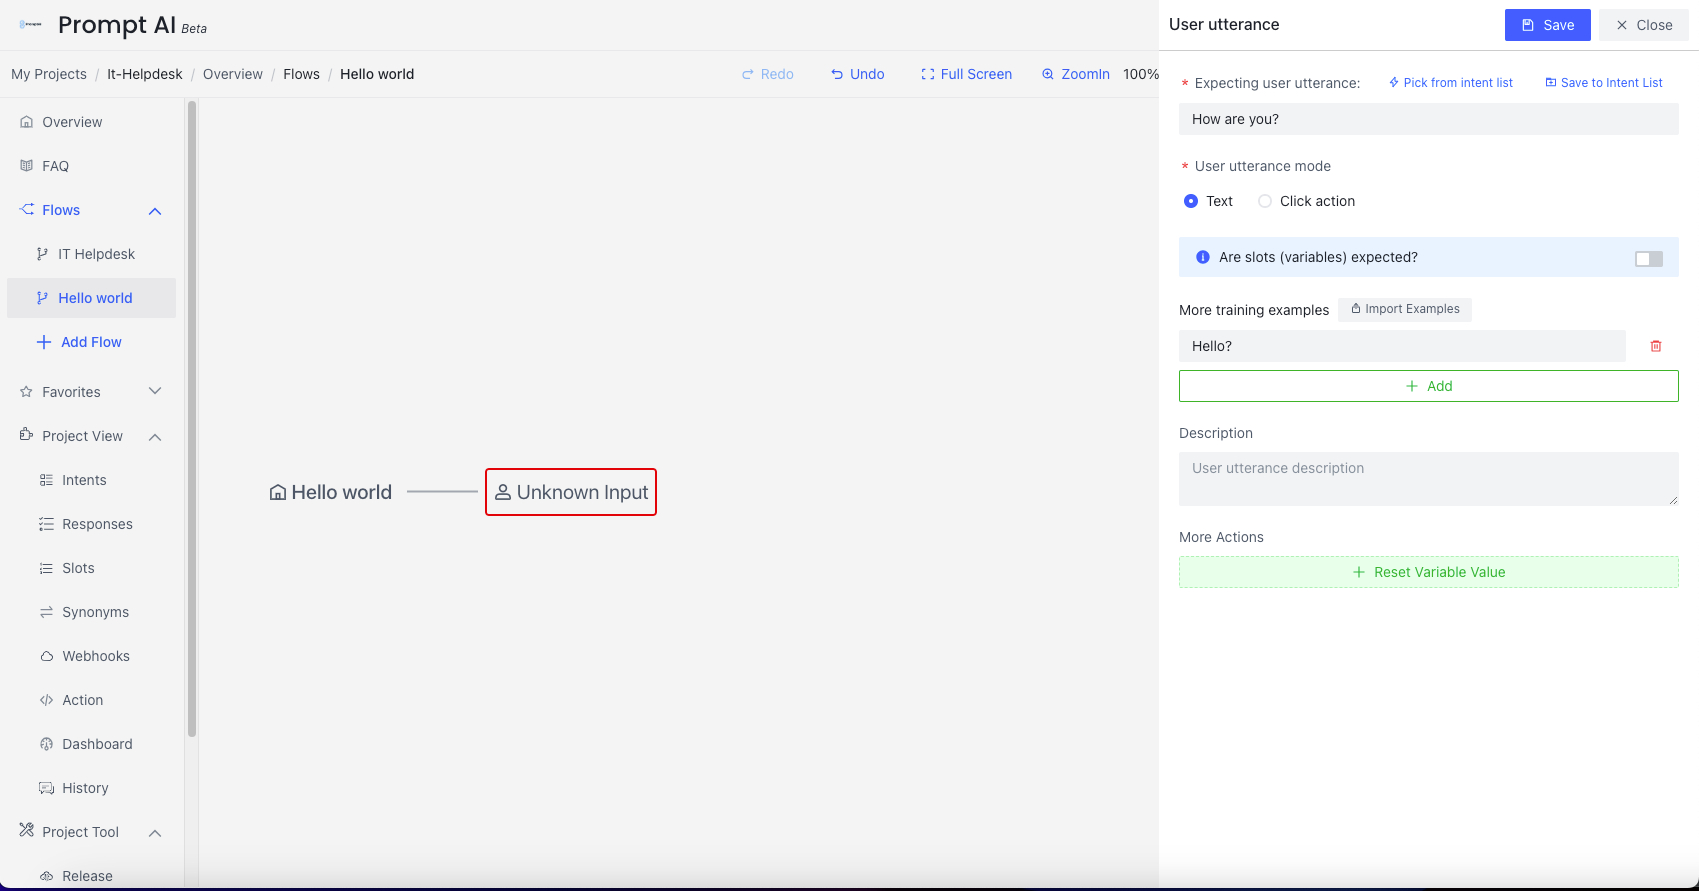 Prompt AI Beta
My Projects / It-Helpdesk / Overview / Flows / Hello world
Redo
Undo
Full Screen
ZoomIn
100%
Overview
FAQ
Flows
IT Helpdesk
Hello world
Add Flow
Favorites
Project View
Intents
Responses
Slots
Synonyms
Webhooks
Action
Dashboard
History
Project Tool
Release
Hello world
Unknown Input
User utterance
Save
Close
* Expecting user utterance:
Pick from intent list
Save to Intent List
How are you?
* User utterance mode
Text
Click action
Are slots (variables) expected?
More training examples
Import Examples
Hello?
+ Add
Description
User utterance description
More Actions
+ Reset Variable Value